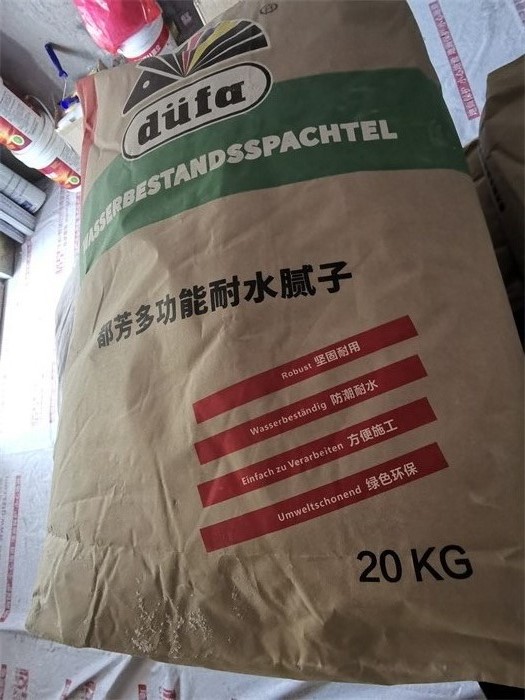 düfa
WASSERBESTANDSSPACHTEL
都芳多功能耐水腻子
Robust 坚固耐用
Wasserbeständig 防潮耐水
Einfach zu Verarbeiten 方便施工
Umweltschonend 绿色环保
20 KG